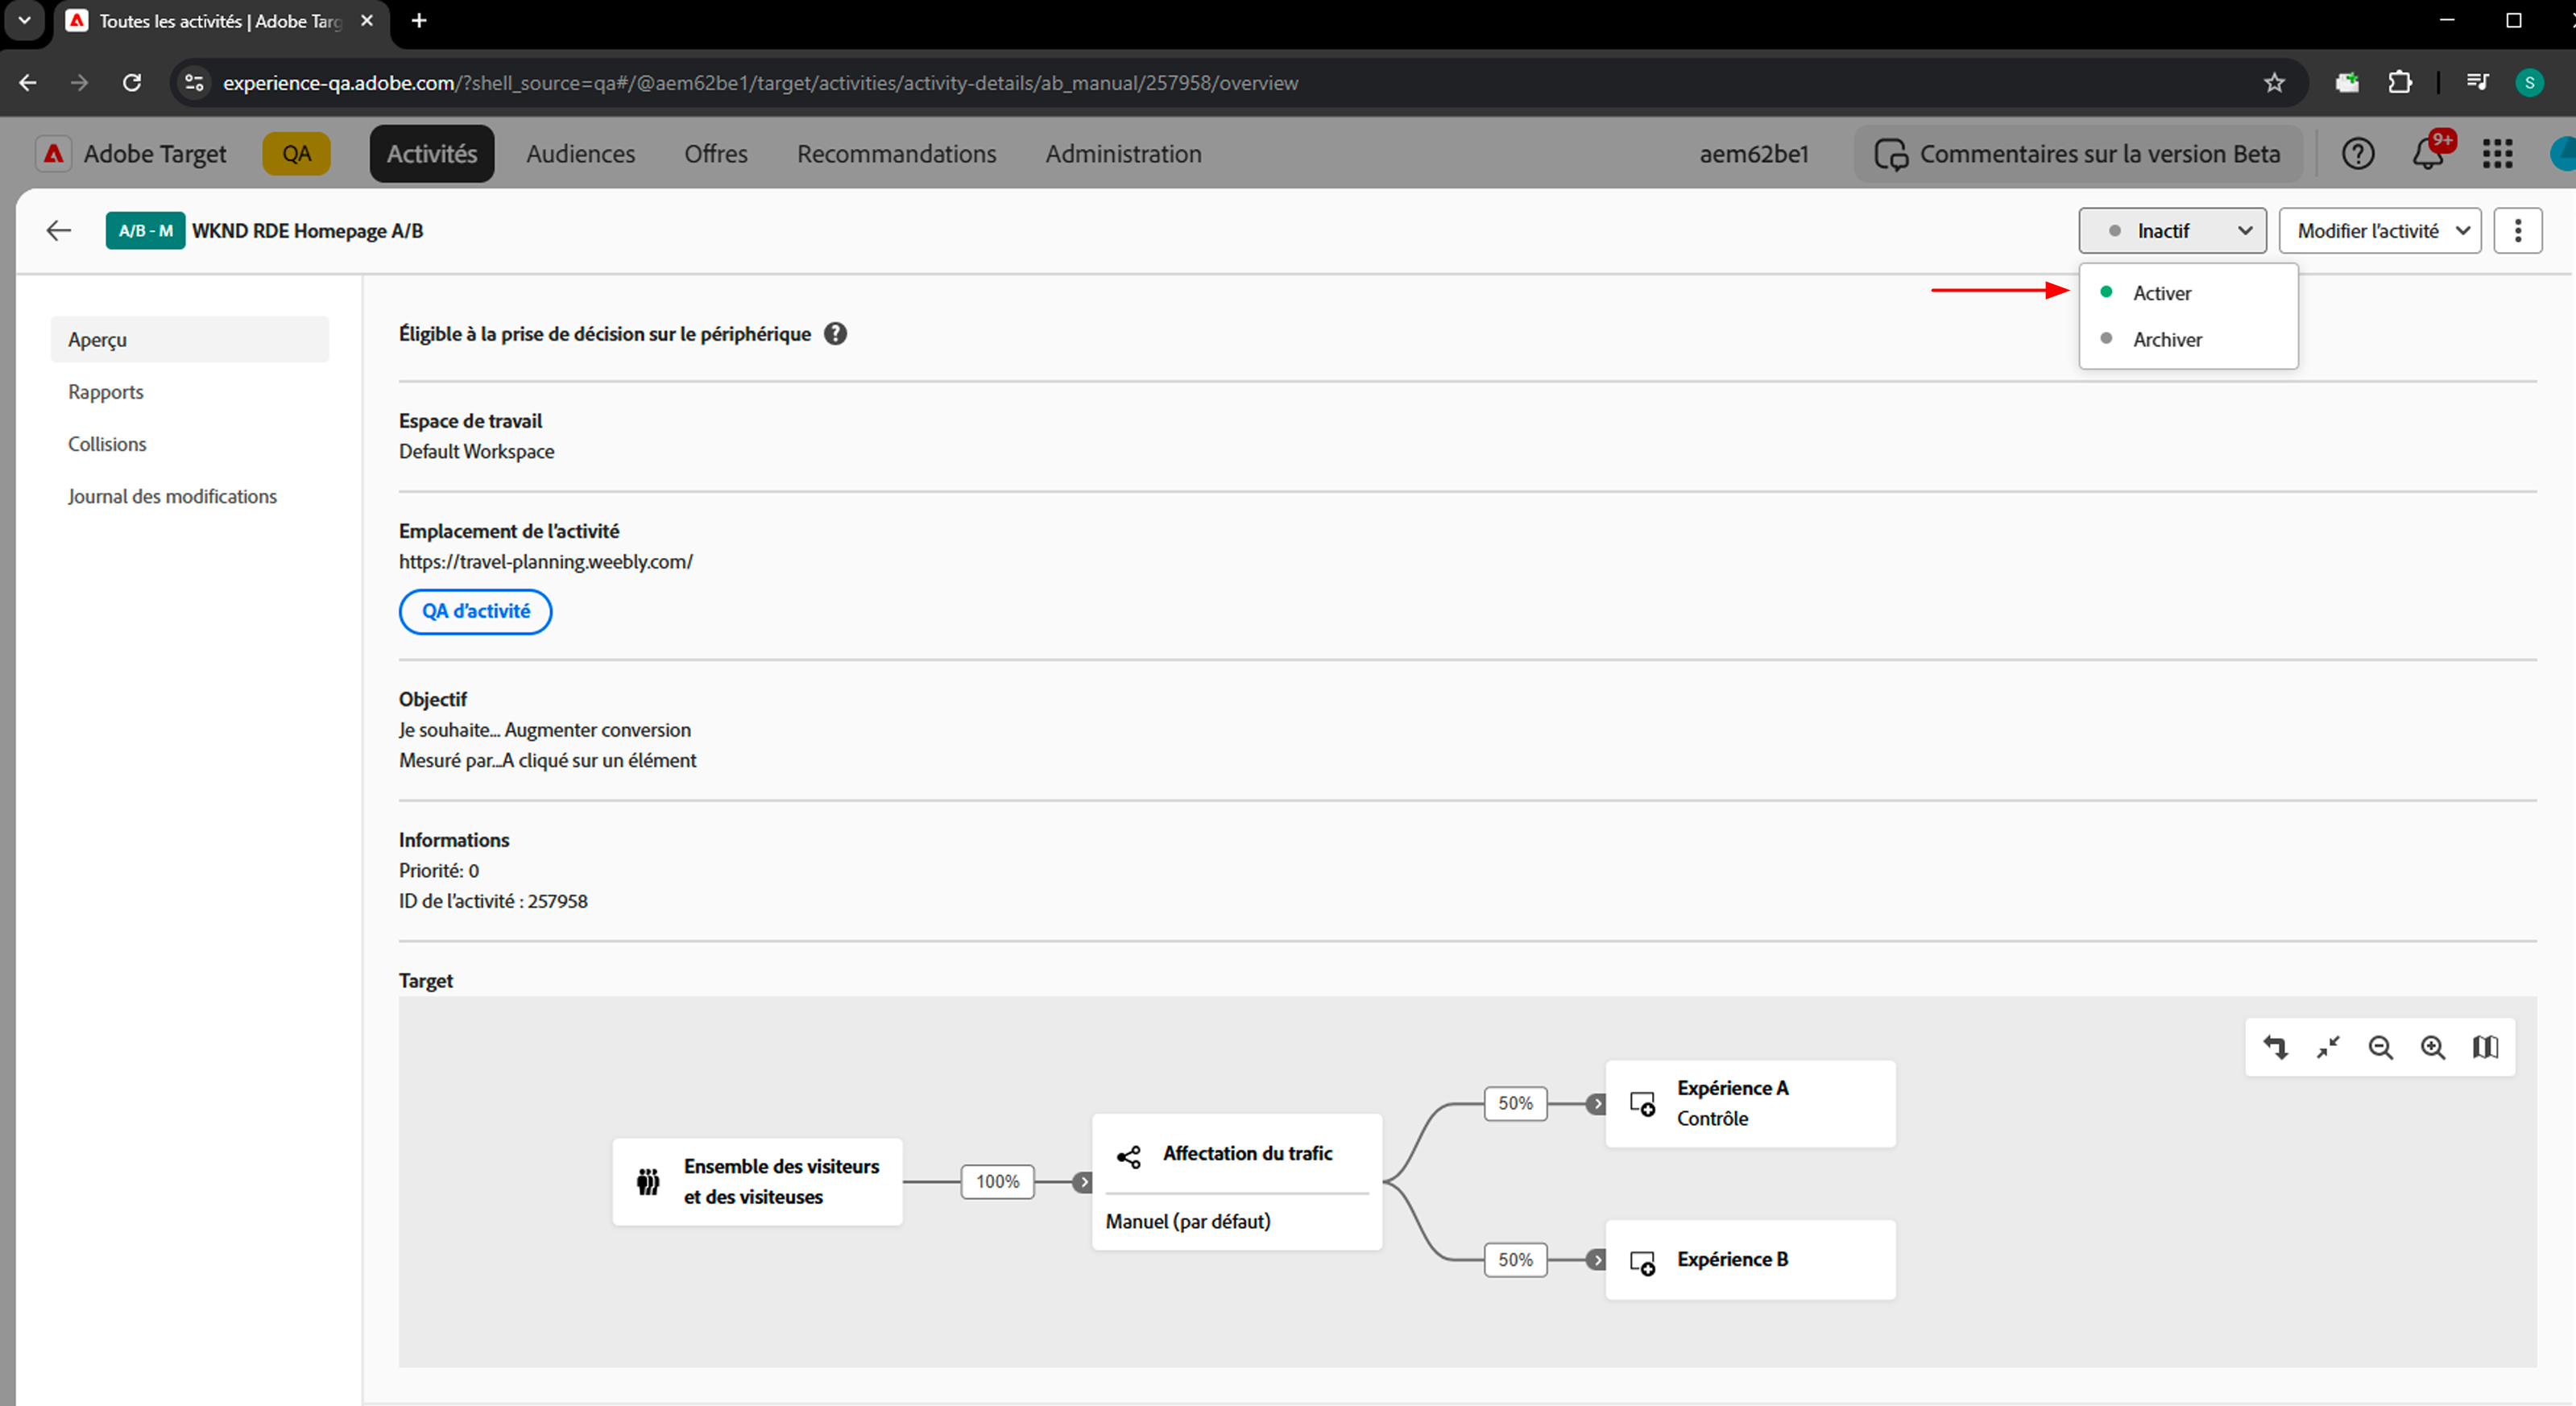 Toutes les activités | Adobe Targ
experience-qa.adobe.com/?shell_source=qa#/@aem62be1/target/activities/activity-details/ab_manual/257958/overview
S
Adobe Target QA Activités Audiences Offres Recommandations Administration aem62be1 Commentaires sur la version Beta 9+
A/B - M WKND RDE Homepage A/B Inactif Modifier l'activité
Activer
Archiver
Aperçu
Rapports
Collisions
Journal des modifications
Éligible à la prise de décision sur le périphérique
Espace de travail
Default Workspace
Emplacement de l'activité
https://travel-planning.weebly.com/
QA d'activité
Objectif
Je souhaite... Augmenter conversion
Mesuré par...A cliqué sur un élément
Informations
Priorité: 0
ID de l'activité : 257958
Target
Ensemble des visiteurs
et des visiteuses
100%
Affectation du trafic
Manuel (par défaut)
50%
Expérience A
Contrôle
50%
Expérience B